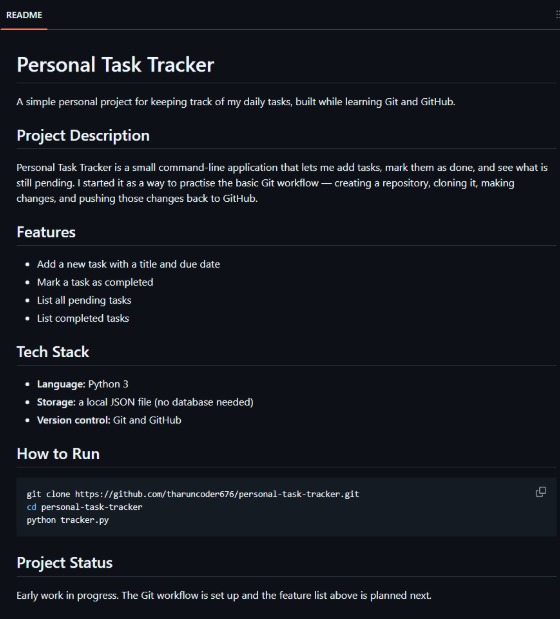 README
Personal Task Tracker
A simple personal project for keeping track of my daily tasks, built while learning Git and GitHub.
Project Description
Personal Task Tracker is a small command-line application that lets me add tasks, mark them as done, and see what is
still pending. I started it as a way to practise the basic Git workflow — creating a repository, cloning it, making
changes, and pushing those changes back to GitHub.
Features
• Add a new task with a title and due date
• Mark a task as completed
• List all pending tasks
• List completed tasks
Tech Stack
• Language: Python 3
• Storage: a local JSON file (no database needed)
• Version control: Git and GitHub
How to Run
git clone https://github.com/tharuncoder676/personal-task-tracker.git
cd personal-task-tracker
python tracker.py
Project Status
Early work in progress. The Git workflow is set up and the feature list above is planned next.